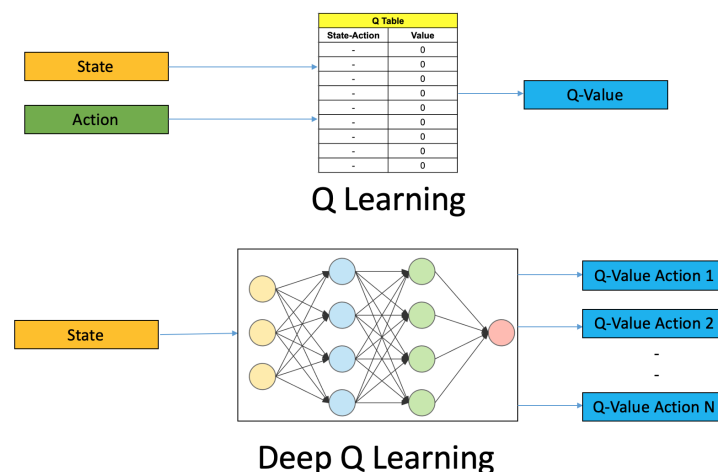 Q Table
State-Action Value
- 0
- 0
- 0
- 0
- 0
- 0
- 0
- 0
- 0
State
Action
Q-Value
Q Learning
State
Q-Value Action 1
Q-Value Action 2
-
-
Q-Value Action N
Deep Q Learning